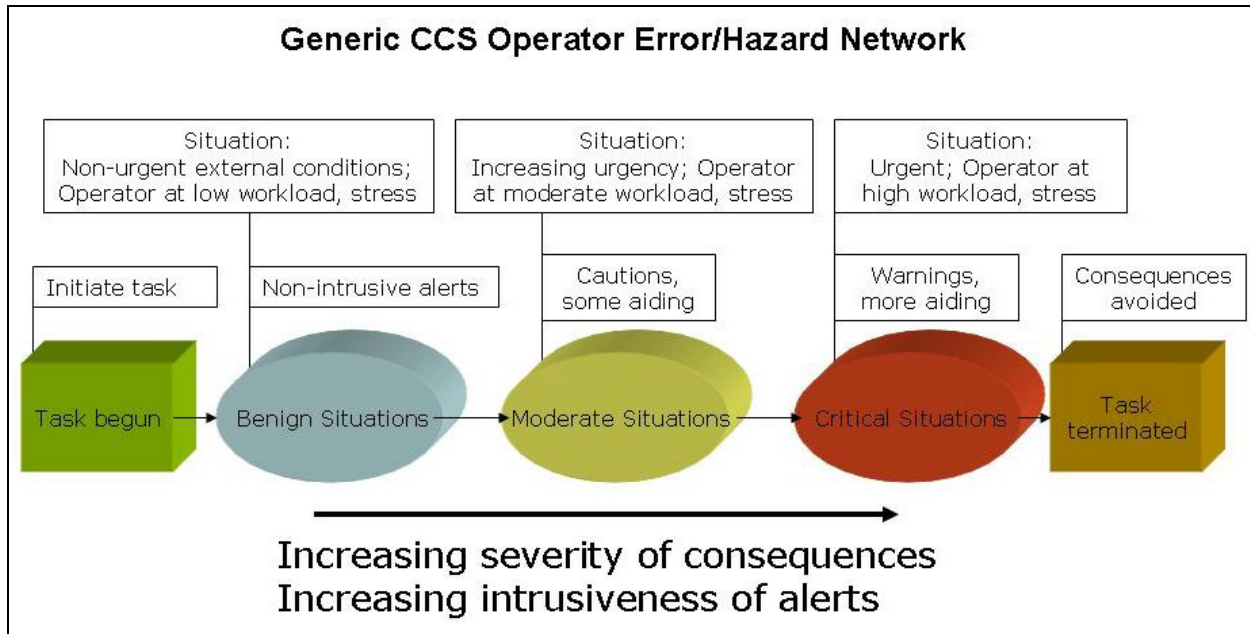 Generic CCS Operator Error/Hazard Network
Situation:
Non-urgent external conditions;
Operator at low workload, stress
Situation:
Increasing urgency; Operator
at moderate workload, stress
Situation:
Urgent; Operator at
high workload, stress
Initiate task
Non-intrusive alerts
Cautions,
some aiding
Warnings,
more aiding
Consequences
avoided
Task begun
Benign Situations
Moderate Situations
Critical Situations
Task
terminated
Increasing severity of consequences
Increasing intrusiveness of alerts